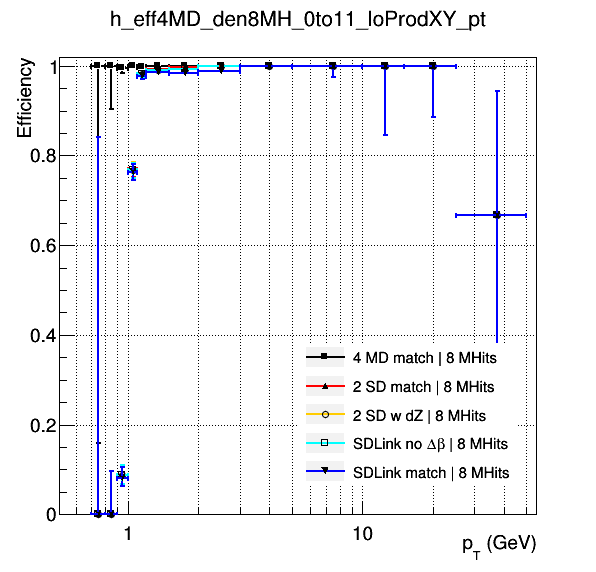 h_eff4MD_den8MH_0to11_loProdXY_pt
Efficiency
1
0.8
0.6
0.4
0.2
0
4 MD match | 8 MHits
2 SD match | 8 MHits
2 SD w dZ | 8 MHits
SDLink no Δβ | 8 MHits
SDLink match | 8 MHits
1
10
p_T (GeV)